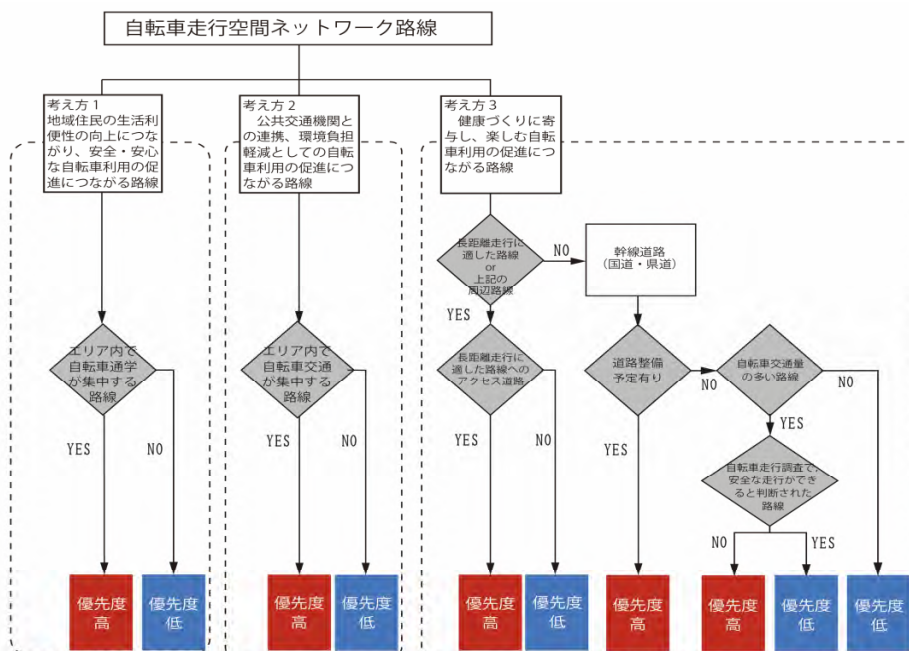 自転車走行空間ネットワーク路線
考え方1
地域住民の生活利
便性の向上につな
がり、安全・安心
な自転車利用の促
進につながる路線
考え方2
公共交通機関と
の連携、環境負担
軽減としての自転
車利用の促進につ
ながる路線
考え方3
健康づくりに寄
与し、楽しむ自転
車利用の促進につ
ながる路線
長距離走行に
適した路線
or
上記の
周辺路線
NO
幹線道路
(国道・県道)
YES
エリア内で
自転車通学
が集中する
路線
エリア内で
自転車交通
が集中する
路線
長距離走行に
適した路線への
アクセス道路
道路整備
予定有り
NO
自転車交通量
の多い路線
NO
YES
NO
YES
NO
YES
NO
YES
YES
自転車走行調査で、
安全な走行ができ
ると判断された
路線
NO
YES
優先度
高
優先度
低
優先度
高
優先度
低
優先度
高
優先度
低
優先度
高
優先度
高
優先度
低
優先度
低